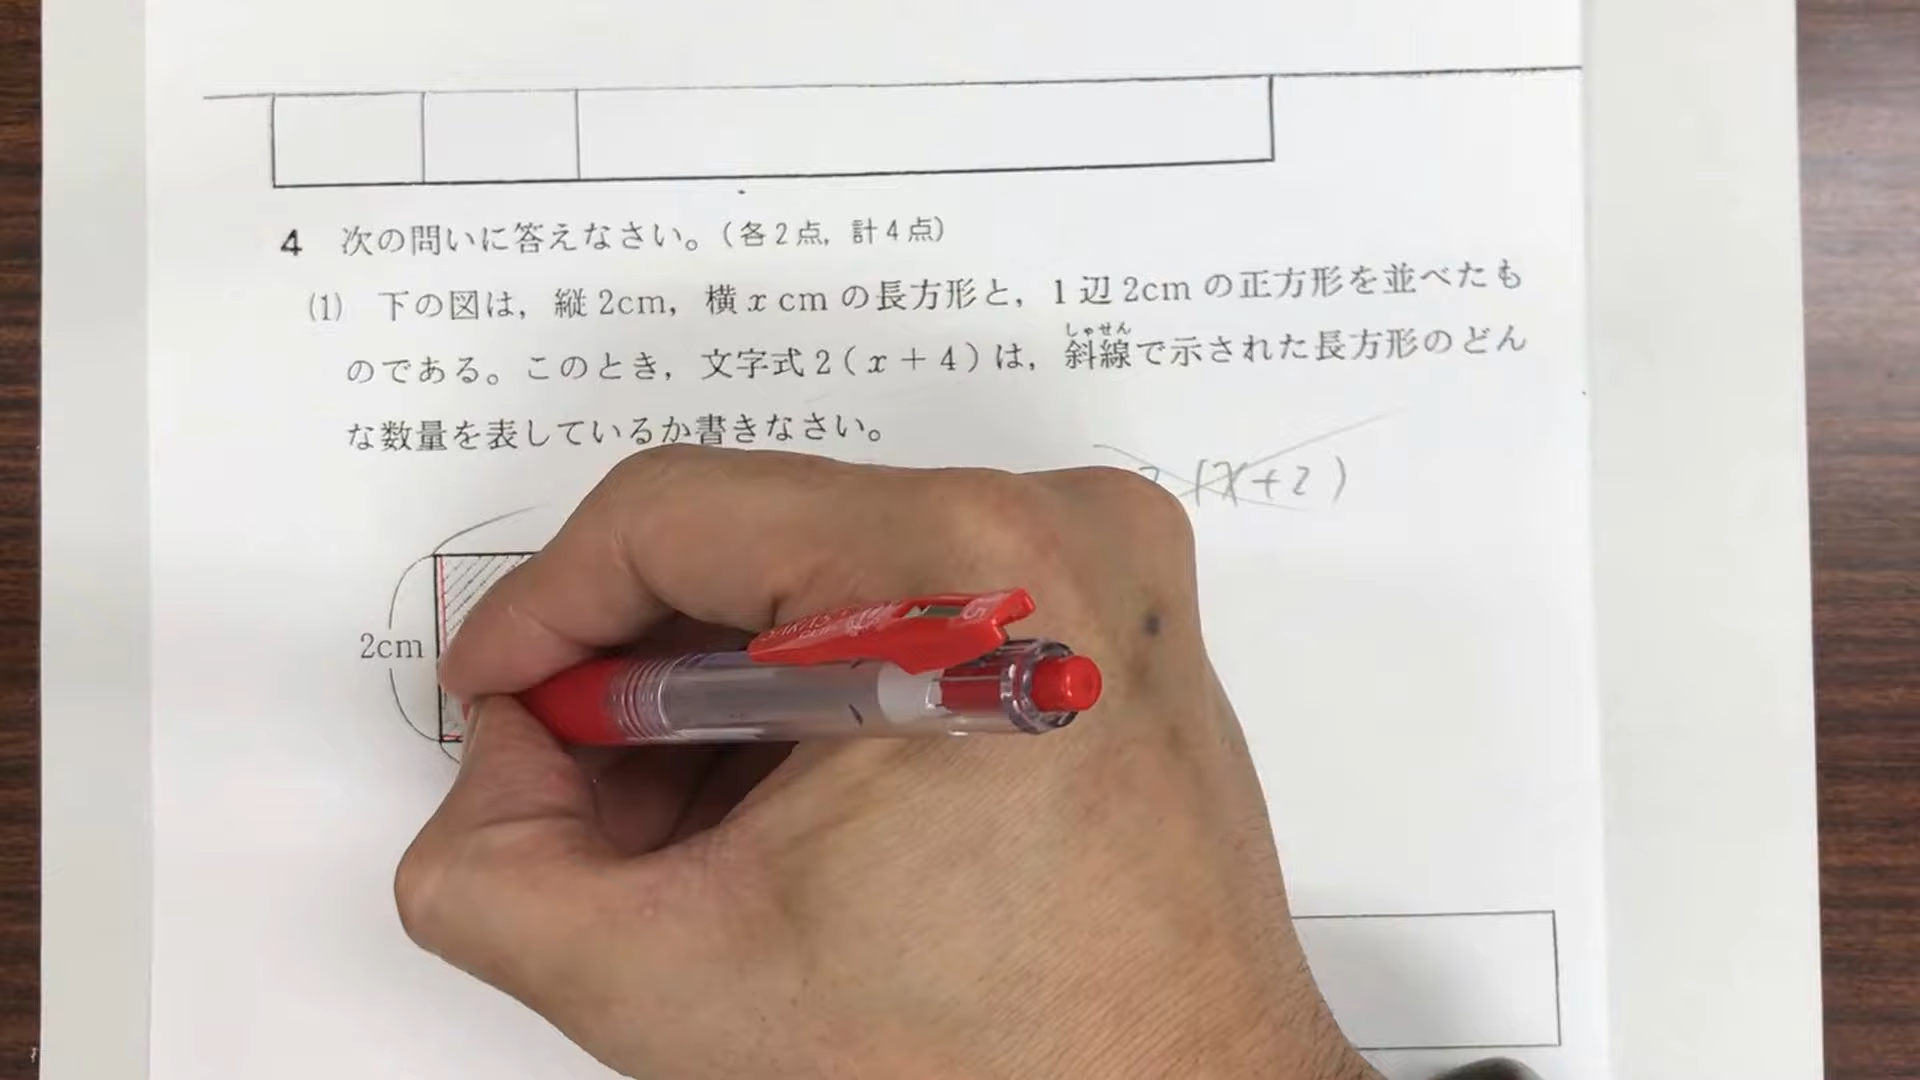 4 次の問いに答えなさい。(各2点, 計4点)
(1) 下の図は, 縦2cm, 横x cmの長方形と, 1辺2cmの正方形を並べたも
のである。このとき, 文字式2(x+4)は, 斜線で示された長方形のどん
しゃせん
な数量を表しているか書きなさい。
(x+2)
2cm